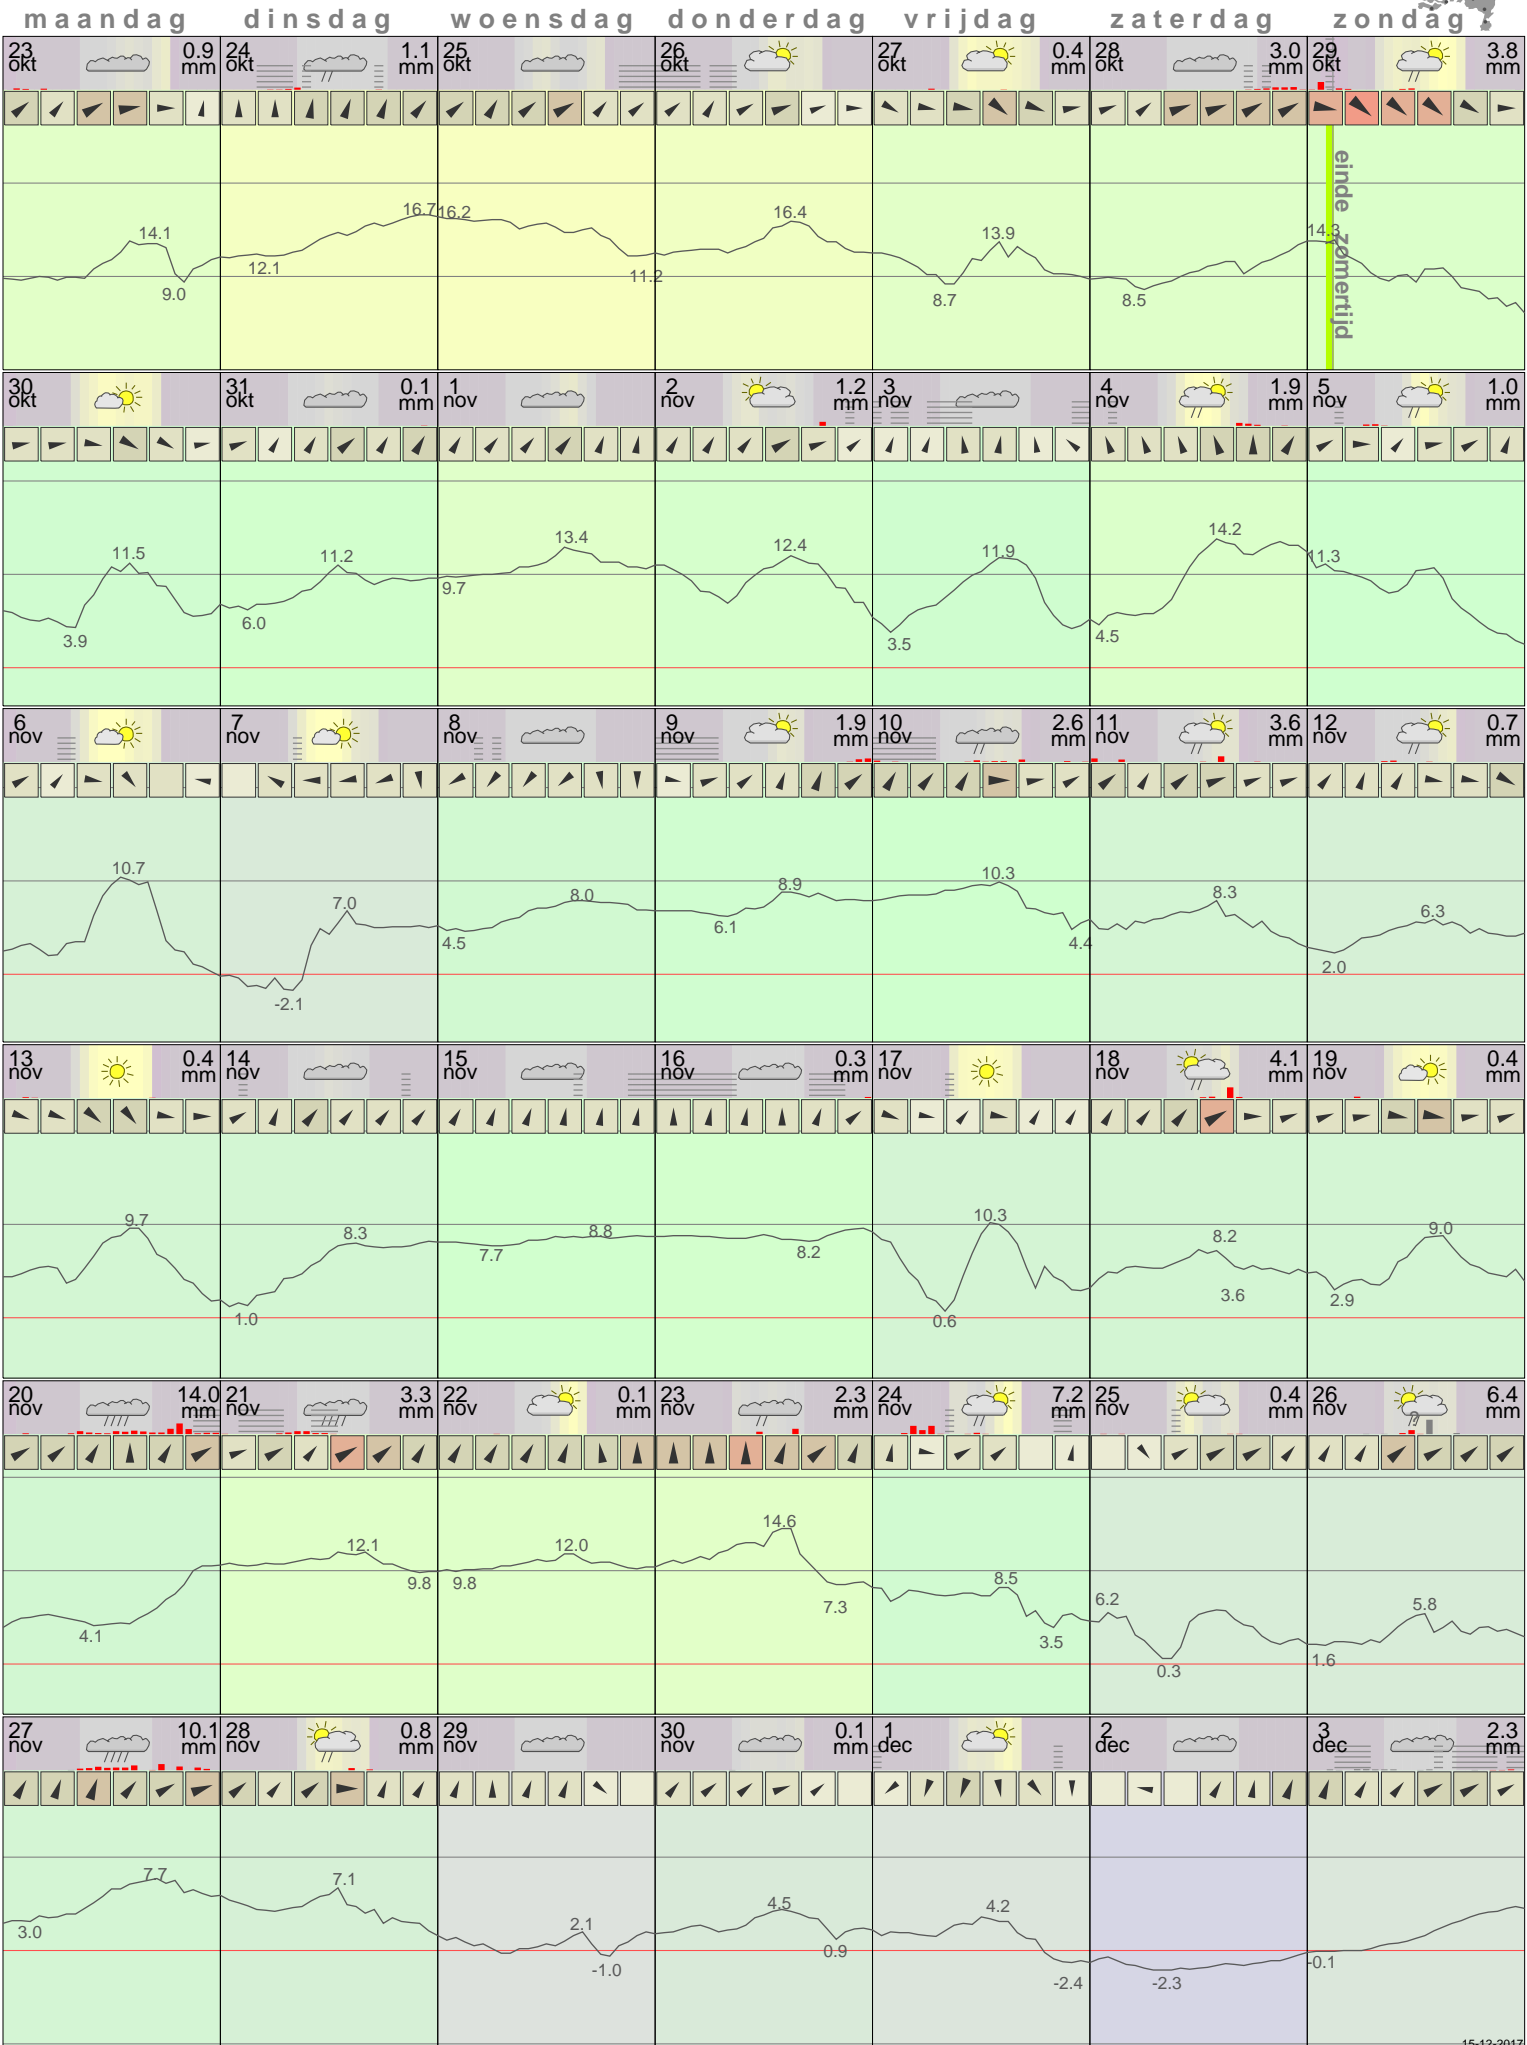 maandag dinsdag woensdag donderdag vrijdag zaterdag zondag
23 0.9 24 1.1 25 26 27 0.4 28 3.0 29 3.8
okt mm okt mm okt okt okt mm okt mm okt mm
einde zomertijd
14.1 9.0 12.1 16.7 16.2 11.2 16.4 8.7 13.9 8.5 14.3
30 31 0.1 1 2 1.2 3 4 1.9 5 1.0
okt okt mm nov nov mm nov nov mm nov mm
3.9 11.5 6.0 11.2 9.7 13.4 12.4 3.5 11.9 4.5 14.2 11.3
6 7 8 9 1.9 10 2.6 11 3.6 12 0.7
nov nov nov nov mm nov mm nov mm nov mm
10.7 -2.1 7.0 4.5 8.0 6.1 8.9 10.3 4.4 8.3 2.0 6.3
13 0.4 14 15 16 0.3 17 18 4.1 19 0.4
nov mm nov nov nov mm nov nov mm nov mm
9.7 1.0 8.3 7.7 8.8 8.2 0.6 10.3 8.2 3.6 2.9 9.0
20 14.0 21 3.3 22 0.1 23 2.3 24 7.2 25 0.4 26 6.4
nov mm nov mm nov mm nov mm nov mm nov mm nov mm
?
4.1 12.1 9.8 9.8 12.0 14.6 7.3 8.5 3.5 6.2 0.3 1.6 5.8
27 10.1 28 0.8 29 30 0.1 1 2 3 2.3
nov mm nov mm nov nov mm dec dec dec mm
3.0 7.7 7.1 2.1 -1.0 4.5 0.9 4.2 -2.4 -2.3 -0.1
15-12-2017